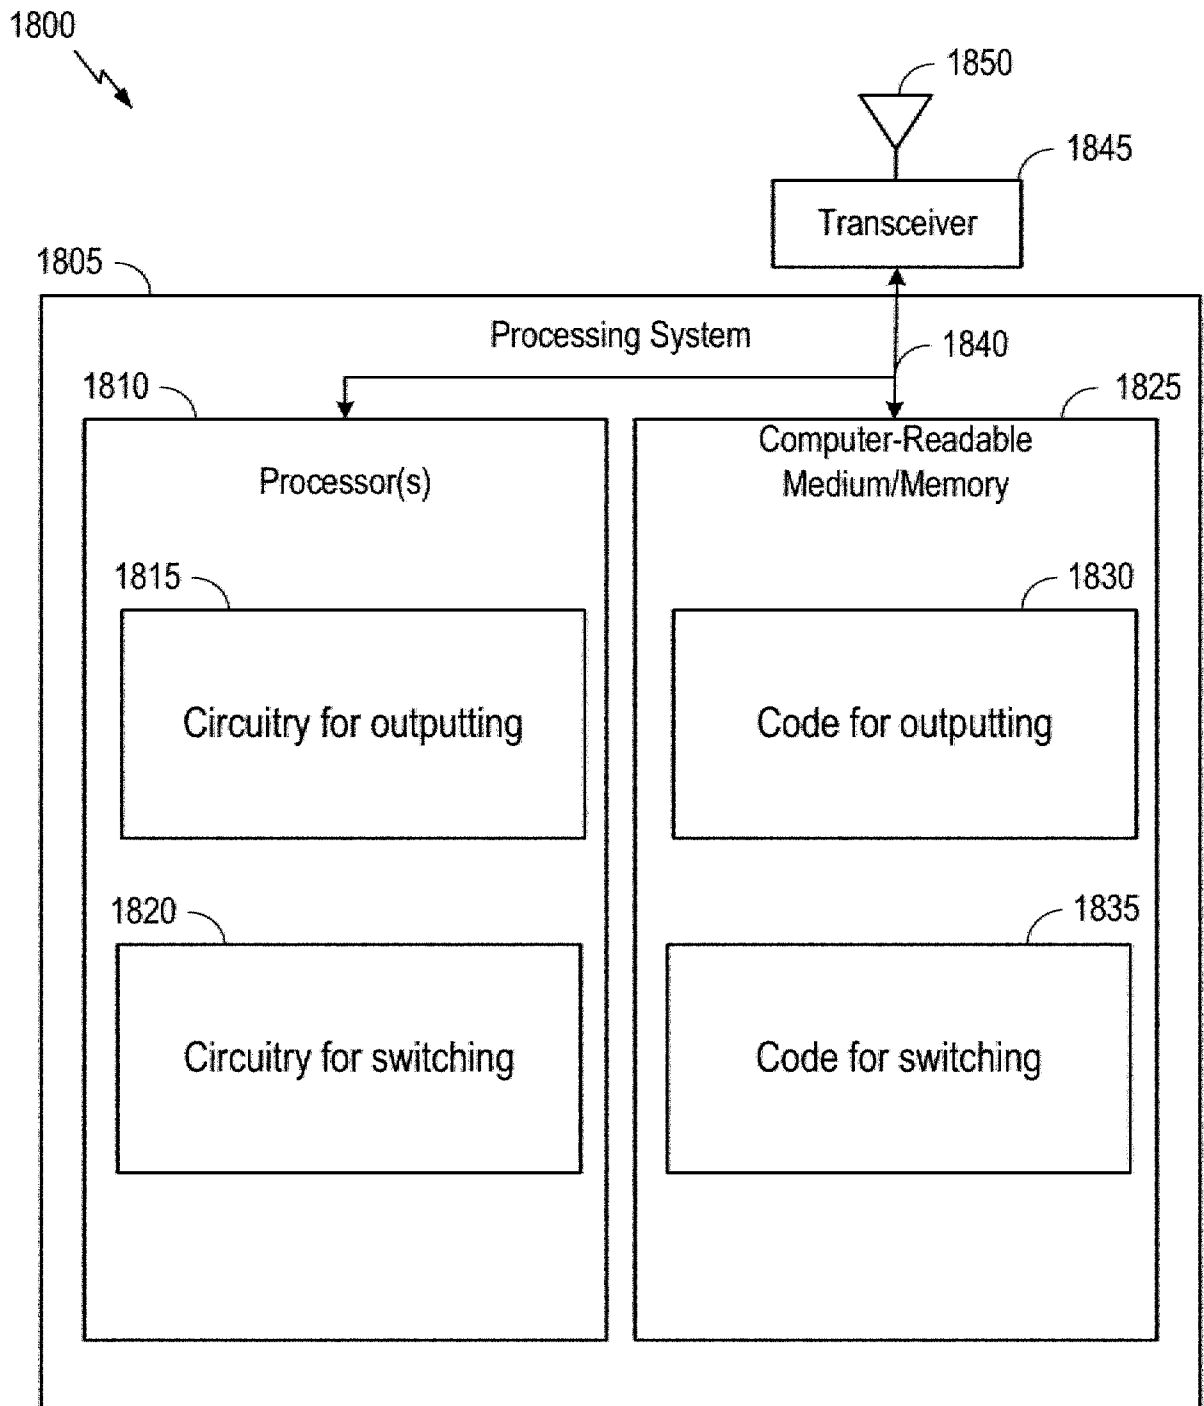 1800
1850
1845
Transceiver
1805
Processing System
1840
1810
1825
Processor(s)
Computer-Readable
Medium/Memory
1815
1830
Circuitry for outputting
Code for outputting
1820
1835
Circuitry for switching
Code for switching